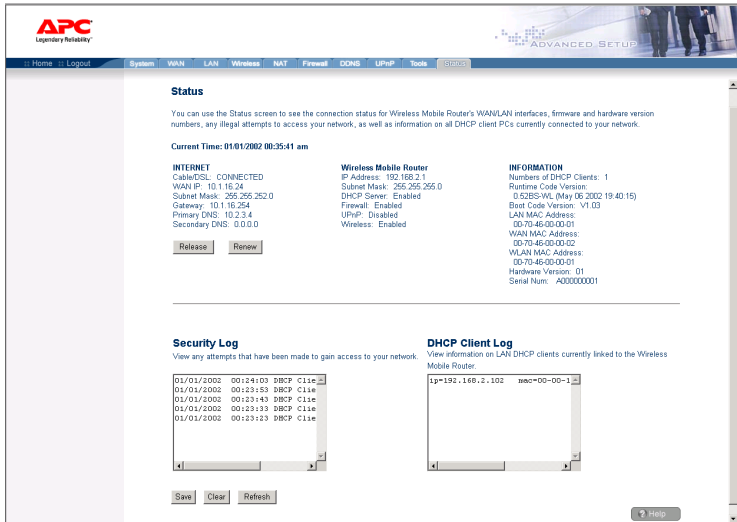 APC
Legendary Reliability™
ADVANCED SETUP
:: Home :: Logout
System WAN LAN Wireless NAT Firewall DDNS UPnP Tools Status
Status
You can use the Status screen to see the connection status for Wireless Mobile Router's WAN/LAN interfaces, firmware and hardware version
numbers, any illegal attempts to access your network, as well as information on all DHCP client PCs currently connected to your network.
Current Time: 01/01/2002 00:35:41 am
INTERNET
Cable/DSL: CONNECTED
WAN IP: 10.1.16.24
Subnet Mask: 255.255.252.0
Gateway: 10.1.16.254
Primary DNS: 10.2.3.4
Secondary DNS: 0.0.0.0
Release Renew
Wireless Mobile Router
IP Address: 192.168.2.1
Subnet Mask: 255.255.255.0
DHCP Server: Enabled
Firewall: Enabled
UPnP: Disabled
Wireless: Enabled
INFORMATION
Numbers of DHCP Clients: 1
Runtime Code Version:
0.52BS-WL (May 06 2002 19:40:15)
Boot Code Version: V1.03
LAN MAC Address:
00-70-46-00-00-01
WAN MAC Address:
00-70-46-00-00-02
WLAN MAC Address:
00-70-46-00-00-01
Hardware Version: 01
Serial Num: A000000001
Security Log
View any attempts that have been made to gain access to your network.
01/01/2002 00:24:03 DHCP Clie
01/01/2002 00:23:53 DHCP Clie
01/01/2002 00:23:43 DHCP Clie
01/01/2002 00:23:33 DHCP Clie
01/01/2002 00:23:23 DHCP Clie
DHCP Client Log
View information on LAN DHCP clients currently linked to the Wireless
Mobile Router.
ip=192.168.2.102 mac=00-00-1
Save Clear Refresh
Help